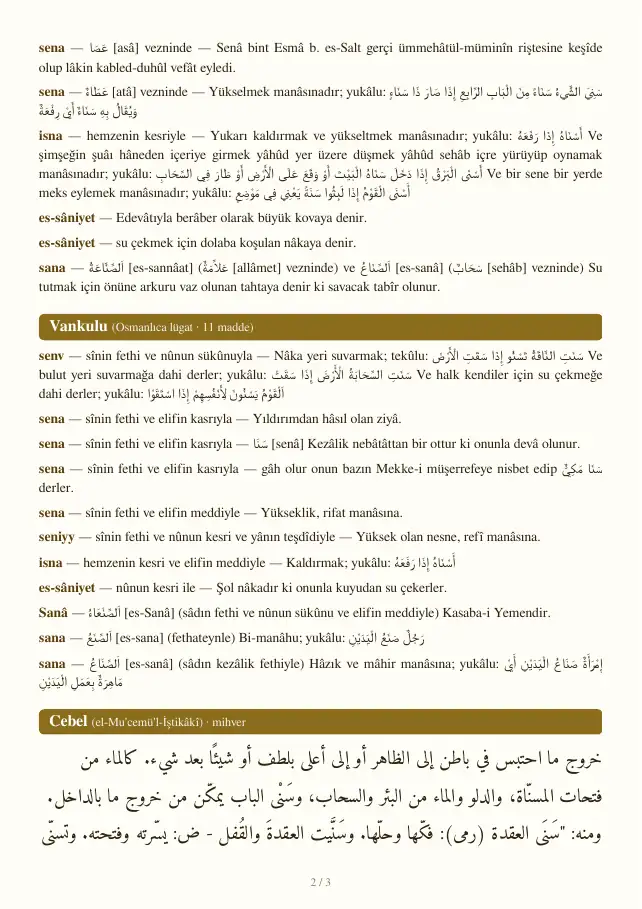 sena — عَصَا [asâ] vezninde — Senâ bint Esmâ b. es-Salt gerçi ümmehâtül-müminîn riştesine keşîde
olup lâkin kabled-duhûl vefât eyledi.
sena — عَطَاءٌ [atâ] vezninde — Yükselmek manâsınadır; yukâlu: سَنِيَ الشَّيْءُ سَنَاءً مِنَ الْبَابِ الرَّابِعِ إِذَا صَارَ ذَا سَنَاءٍ
وَيُقَالُ بِهِ سَنَاءٌ أَيْ رِفْعَةٌ
isna — hemzenin kesriyle — Yukarı kaldırmak ve yükseltmek manâsınadır; yukâlu: أَسْنَاهُ إِذَا رَفَعَهُ Ve
şimşeğin şuâı hâneden içeriye girmek yâhûd yer üzere düşmek yâhûd sehâb içre yürüyüp oynamak
manâsınadır; yukâlu: أَسْنَى الْبَرْقُ إِذَا دَخَلَ سَنَاهُ الْبَيْتَ أَوْ وَقَعَ عَلَى الْأَرْضِ أَوْ طَارَ فِي السَّحَابِ Ve bir sene bir yerde
meks eylemek manâsınadır; yukâlu: أَسْنَى الْقَوْمُ إِذَا لَبِثُوا سَنَةً يَعْنِي فِي مَوْضِعٍ
es-sâniyet — Edevâtıyla berâber olarak büyük kovaya denir.
es-sâniyet — su çekmek için dolaba koşulan nâkaya denir.
sana — اَلصَّنَّاعَةُ [es-sannâat] (عَلَّامَةٌ [allâmet] vezninde) ve اَلصَّنَاعُ [es-sanâ] (سَحَابٌ [sehâb] vezninde) Su
tutmak için önüne arkuru vaz olunan tahtaya denir ki savacak tabîr olunur.
Vankulu (Osmanlıca lügat · 11 madde)
senv — sînin fethi ve nûnun sükûnuyla — Nâka yeri suvarmak; tekûlu: سَنَتِ النَّاقَةُ تَسْنُو إِذَا سَقَتِ الْأَرْضَ Ve
bulut yeri suvarmağa dahi derler; yukâlu: سَنَتِ السَّحَابَةُ الْأَرْضَ إِذَا سَقَتْ Ve halk kendiler için su çekmeğe
dahi derler; yukâlu: اَلْقَوْمُ يَسْنُونَ لِأَنْفُسِهِمْ إِذَا اسْتَقَوْا
sena — sînin fethi ve elifin kasrıyla — Yıldırımdan hâsıl olan ziyâ.
sena — sînin fethi ve elifin kasrıyla — سَنَا [senâ] Kezâlik nebâtâttan bir ottur ki onunla devâ olunur.
sena — sînin fethi ve elifin kasrıyla — gâh olur onun bazın Mekke-i müşerrefeye nisbet edip سَنَا مَكِيٌّ
derler.
sena — sînin fethi ve elifin meddiyle — Yükseklik, rifat manâsına.
seniyy — sînin fethi ve nûnun kesri ve yânın teşdîdiyle — Yüksek olan nesne, refî manâsına.
isna — hemzenin kesri ve elifin meddiyle — Kaldırmak; yukâlu: أَسْنَاهُ إِذَا رَفَعَهُ
es-sâniyet — nûnun kesri ile — Şol nâkadır ki onunla kuyudan su çekerler.
Sanâ — اَلصَّنْعَاءُ [es-Sanâ] (sâdın fethi ve nûnun sükûnu ve elifin meddiyle) Kasaba-i Yemendir.
sana — اَلصَّنَعُ [es-sana] (fethateynle) Bi-manâhu; yukâlu: رَجُلٌ صَنَعُ الْيَدَيْنِ
sana — اَلصَّنَاعُ [es-sanâ] (sâdın kezâlik fethiyle) Hâzık ve mâhir manâsına; yukâlu: اِمْرَأَةٌ صَنَاعُ الْيَدَيْنِ أَيْ
مَاهِرَةٌ بِعَمَلِ الْيَدَيْنِ
Cebel (el-Mu'cemü'l-İştikâkî) · mihver
خروج ما احتبس في باطن إلى الظاهر أو إلى أعلى بلطف أو شيئًا بعد شيء. كالماء من
فتحات المسنّاة، والدلو والماء من البئر والسحاب، وسَنْى الباب يمكّن من خروج ما بالداخل.
ومنه: "سَنَى العقدة (رمى): فكّها وحلّها. وسَنَّيت العقدةَ والقُفل - ض: يسّرته وفتحته. وتسنّى
2 / 3